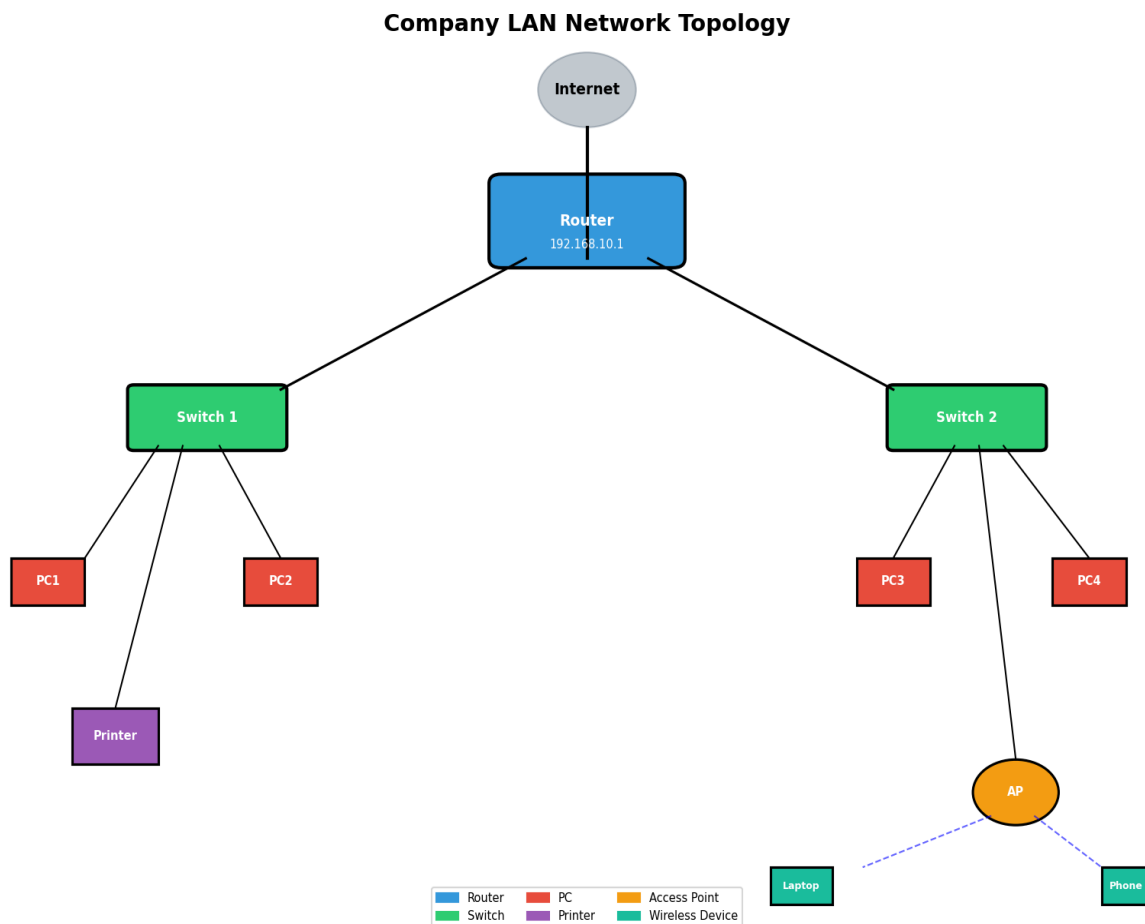 Company LAN Network Topology
Internet
Router
192.168.10.1
Switch 1
Switch 2
PC1
PC2
PC3
PC4
Printer
AP
Laptop
Phone
Router
Switch
PC
Printer
Access Point
Wireless Device